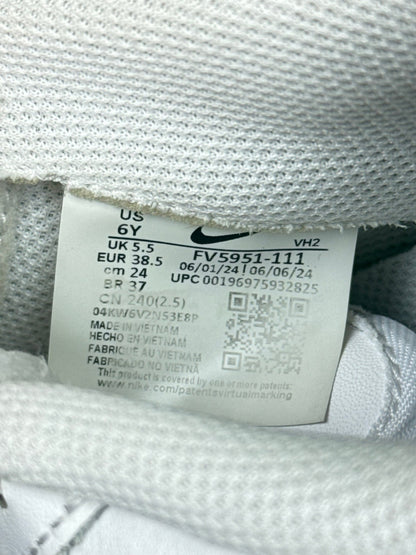 US
6Y
UK 5.5
EUR 38.5
cm 24
BR 37
CN 240(2.5)
VH2
FV5951-111
06/01/24 | 06/06/24
UPC 00196975932825
04KW6V2N53E8P
MADE IN VIETNAM
HECHO EN VIETNAM
FABRIQUE AU VIETNAM
FABRICADO NO VIETNÃ
This product is covered by one or more patents:
www.nike.com/patentsvirtualmarking